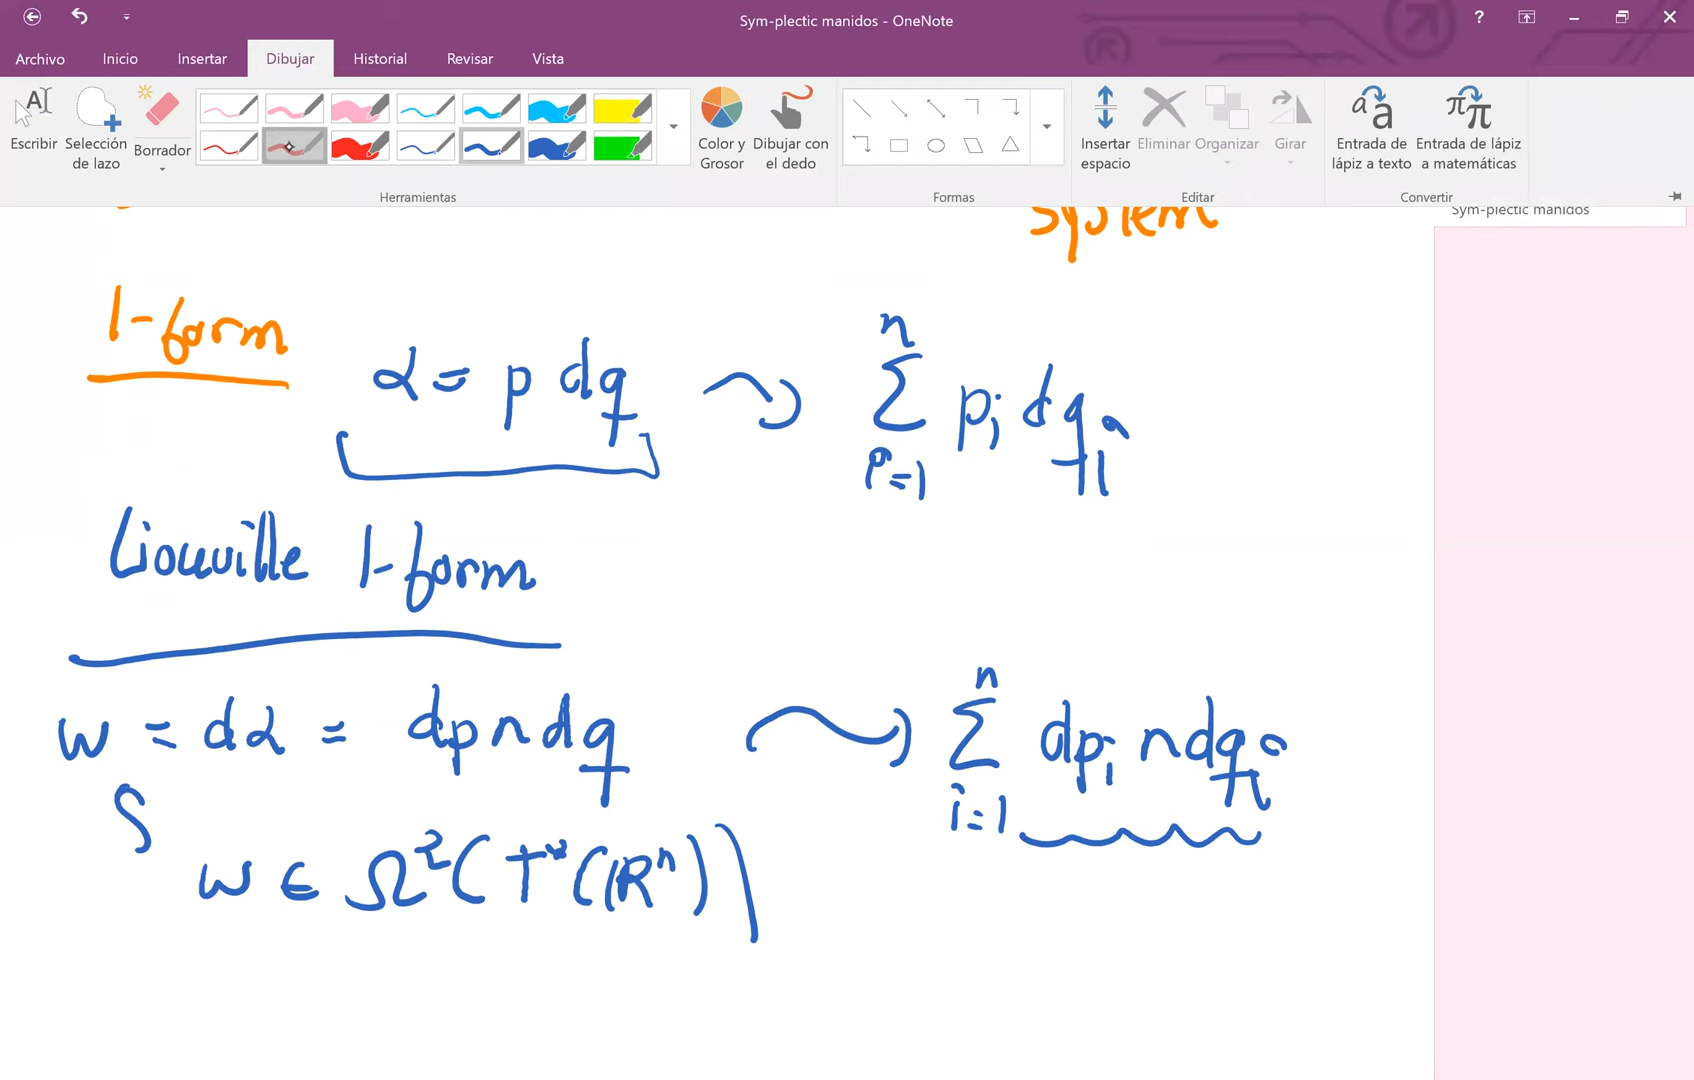 Sym-plectic manidos - OneNote
?
Archivo Inicio Insertar Dibujar Historial Revisar Vista
Escribir
Selección de lazo
Borrador
Color y Grosor
Dibujar con el dedo
Insertar espacio
Eliminar
Organizar
Girar
Entrada de lápiz a texto
Entrada de lápiz a matemáticas
Herramientas Formas Editar Convertir
Sym-plectic manidos
system
1-form
α = p dq ⤳ ∑ⁿᵢ₌₁ pᵢ dqᵢ
Liouville 1-form
w = dα = dp ∧ dq ⤳ ∑ⁿᵢ₌₁ dpᵢ ∧ dqᵢ
w ∈ Ω²(T*(ℝⁿ))